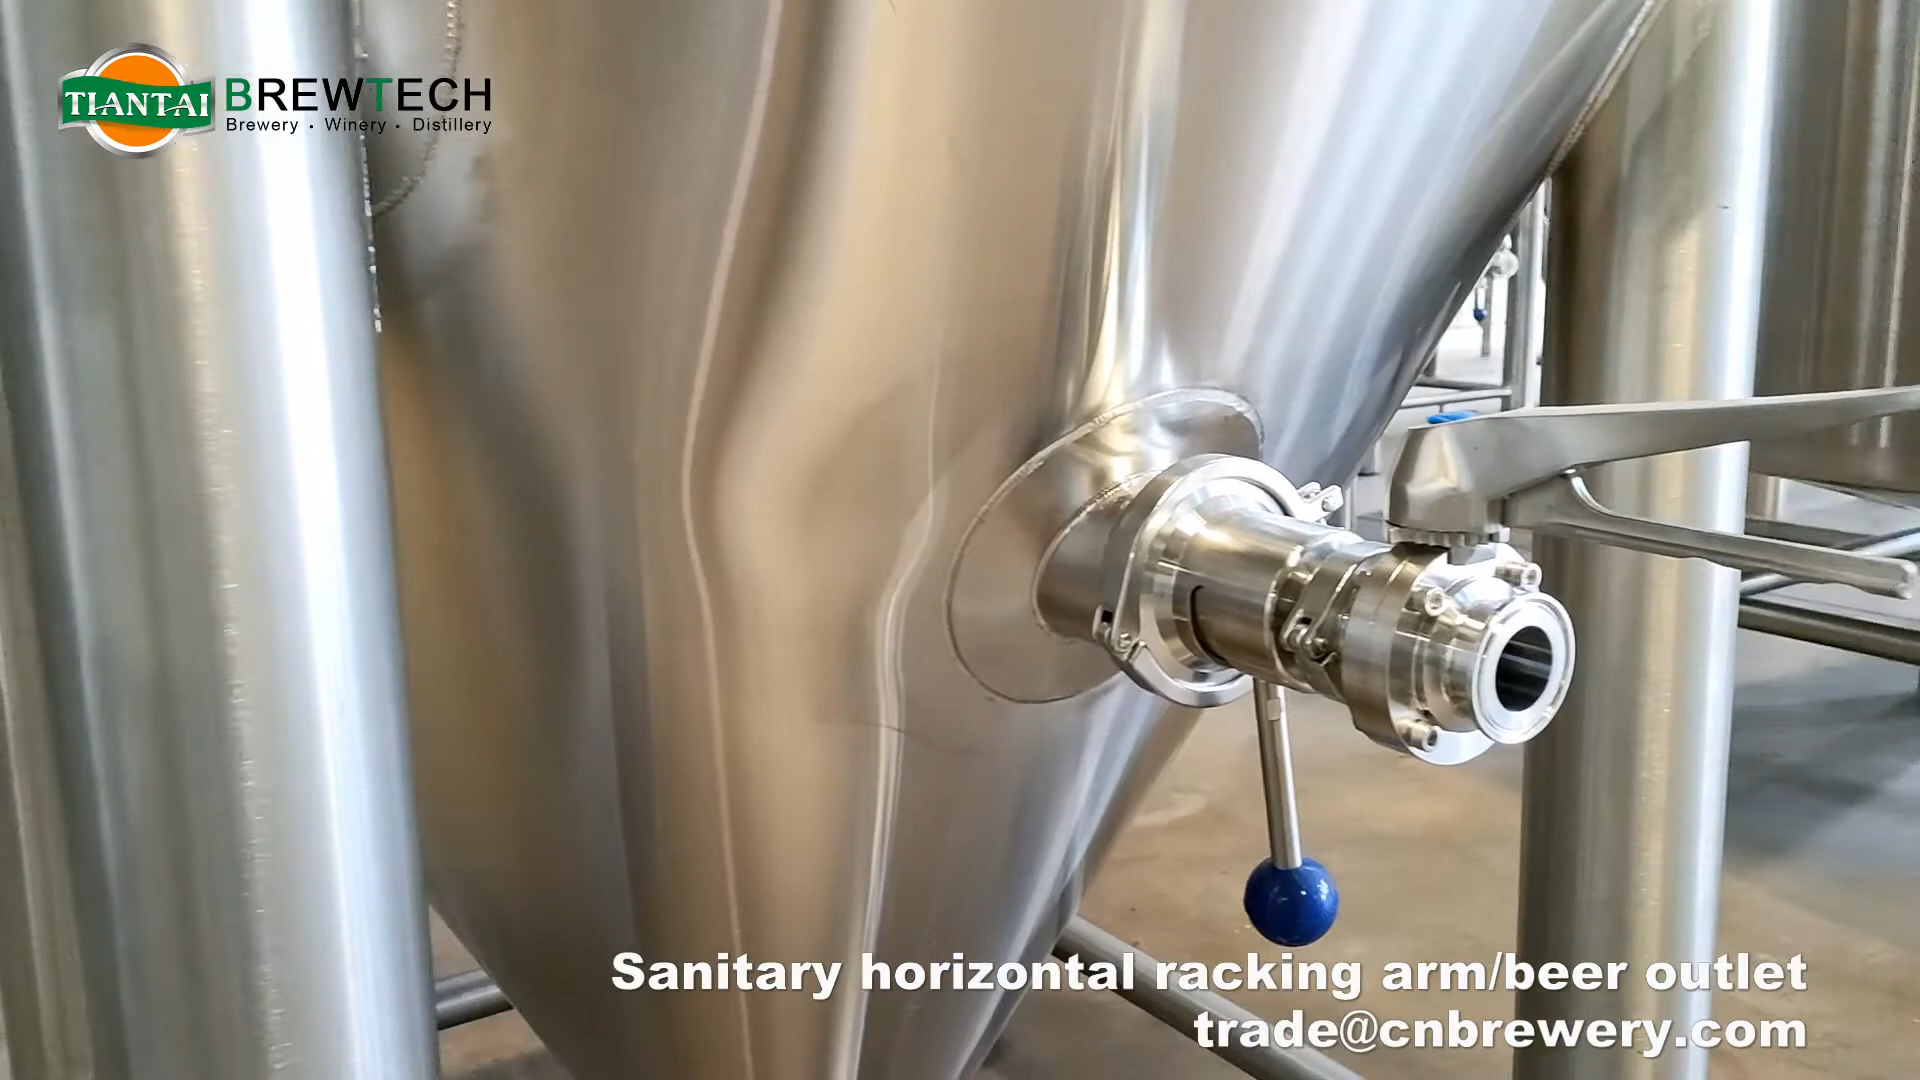 TIANTAI
BREWTECH
Brewery · Winery · Distillery
Sanitary horizontal racking arm/beer outlet
trade@cnbrewery.com